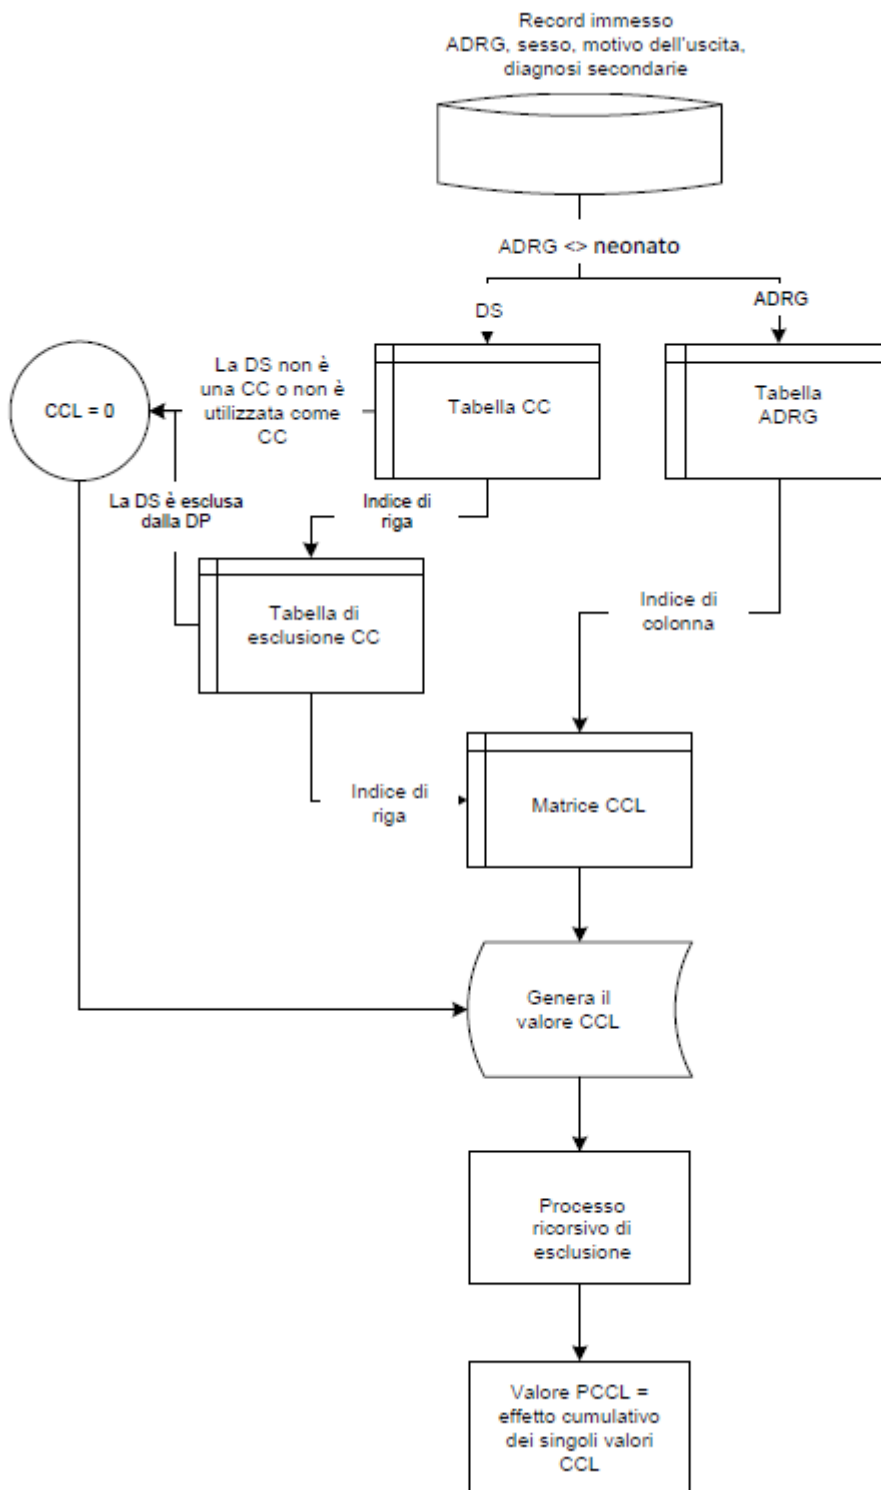 Record immesso
ADRG, sesso, motivo dell'uscita,
diagnosi secondarie
ADRG <> neonato
DS
ADRG
CCL = 0
La DS non è
una CC o non è
utilizzata come
CC
Tabella CC
Tabella
ADRG
La DS è esclusa
dalla DP
Indice di
riga
Tabella di
esclusione CC
Indice di
colonna
Indice di
riga
Matrice CCL
Genera il
valore CCL
Processo
ricorsivo di
esclusione
Valore PCCL =
effetto cumulativo
dei singoli valori
CCL